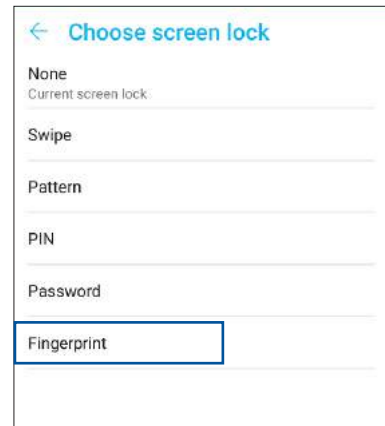 Choose screen lock
None
Current screen lock
Swipe
Pattern
PIN
Password
Fingerprint